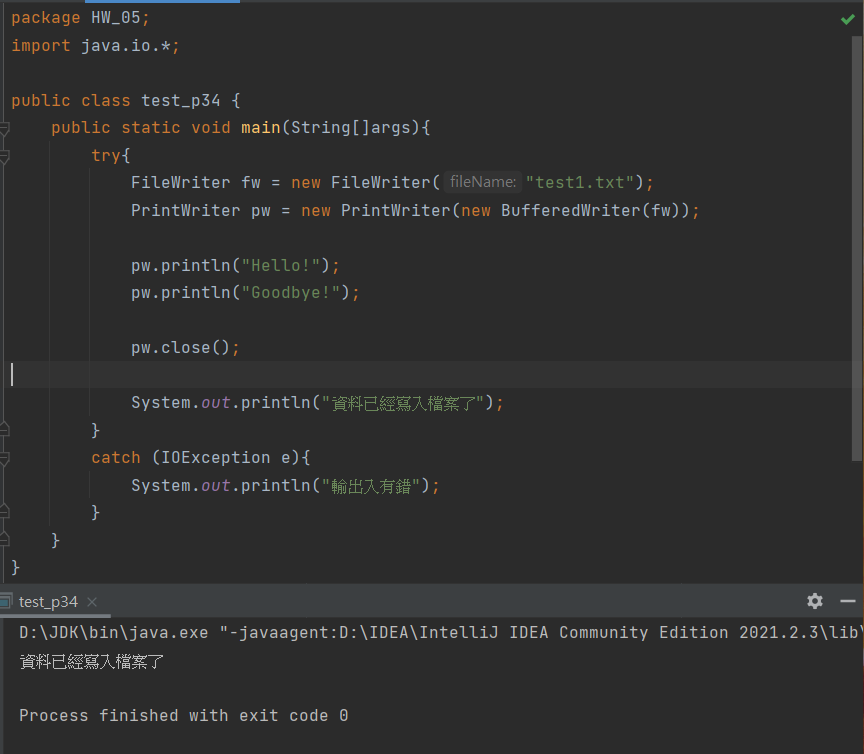 package HW_05;
import java.io.*;
public class test_p34 {
public static void main(String[]args){
try{
FileWriter fw = new FileWriter( fileName: "test1.txt");
PrintWriter pw = new PrintWriter(new BufferedWriter(fw));
pw.println("Hello!");
pw.println("Goodbye!");
pw.close();
System.out.println("資料已經寫入檔案了");
}
catch (IOException e){
System.out.println("輸出入有錯");
}
}
}
test_p34
D:\JDK\bin\java.exe "-javaagent:D:\IDEA\IntelliJ IDEA Community Edition 2021.2.3\lib\
資料已經寫入檔案了
Process finished with exit code 0